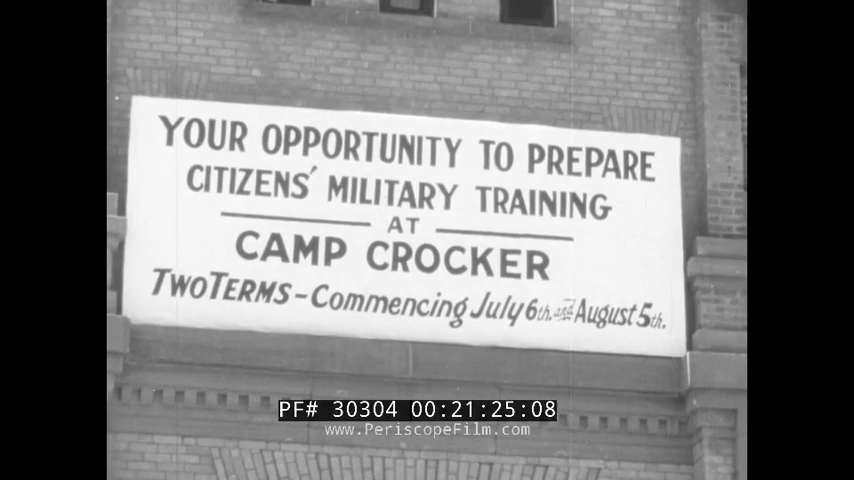 YOUR OPPORTUNITY TO PREPARE
CITIZENS' MILITARY TRAINING
AT
CAMP CROCKER
TWO TERMS - Commencing July 6th. and August 5th.
PF# 30304 00:21:25:08
www.PeriscopeFilm.com